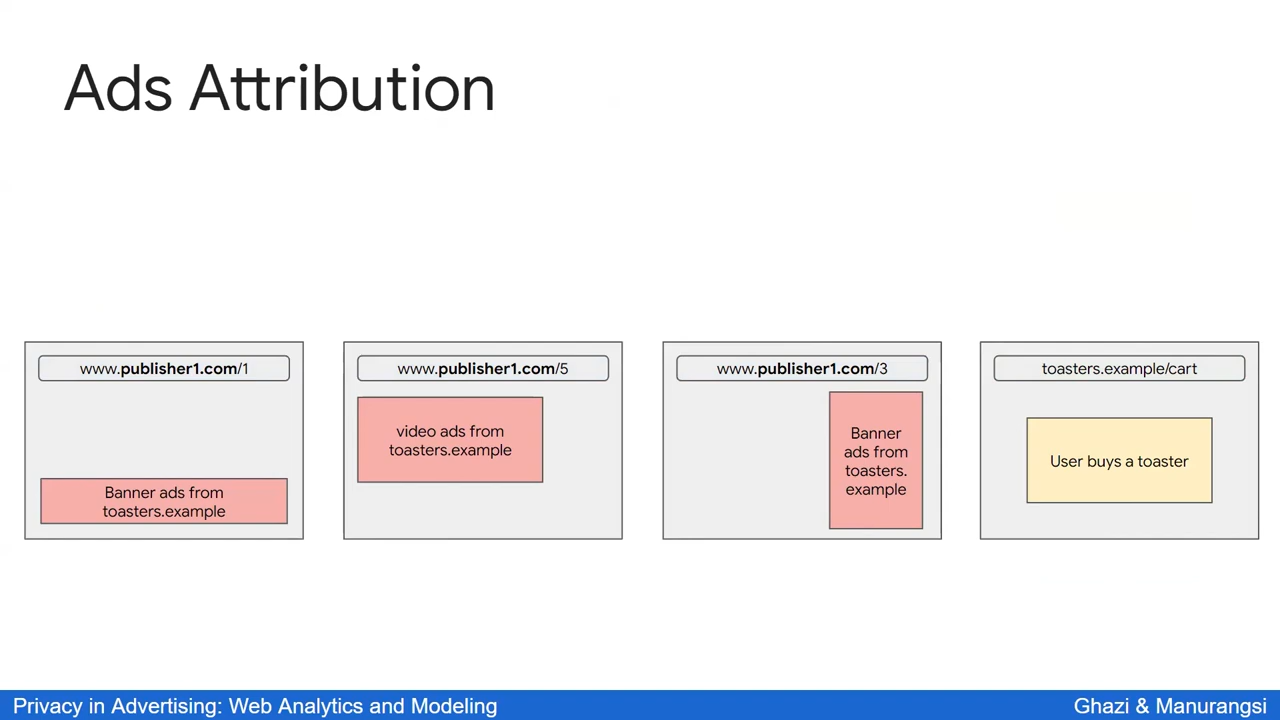 Ads Attribution
www.publisher1.com/1
Banner ads from
toasters.example
www.publisher1.com/5
video ads from
toasters.example
www.publisher1.com/3
Banner
ads from
toasters.
example
toasters.example/cart
User buys a toaster
Privacy in Advertising: Web Analytics and Modeling
Ghazi & Manurangsi